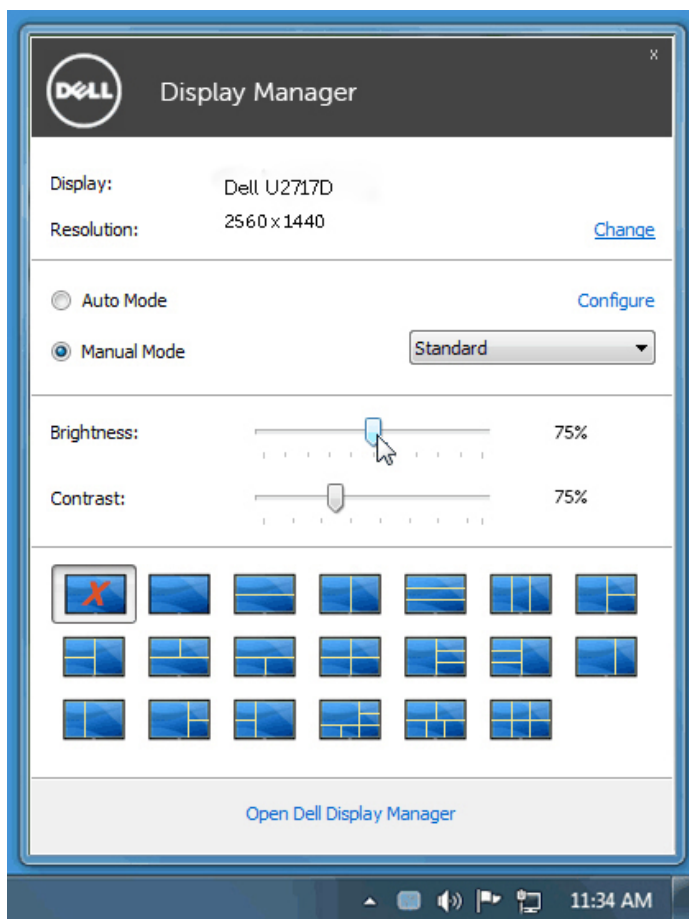 x
DELL
Display Manager
Display: Dell U2717D
Resolution: 2560 x 1440 Change
Auto Mode Configure
Manual Mode Standard
Brightness: 75%
Contrast: 75%
X
Open Dell Display Manager
11:34 AM